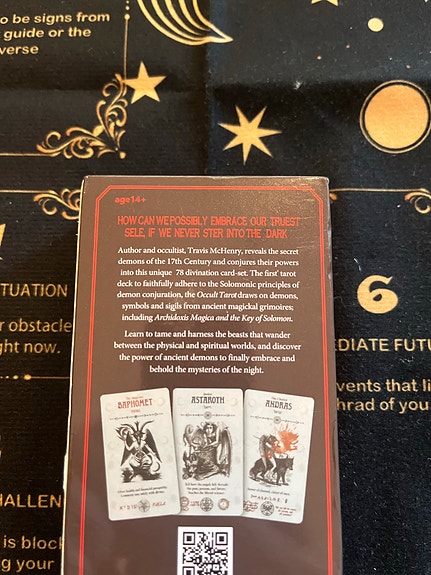 o be signs from
guide or the
verse
age14+
HOW CAN WE POSSIBLY EMBRACE OUR TRUEST
SELE, IF WE NEVER STER INTO THE DARK
Author and occultist, Travis McHenry, reveals the secret
demons of the 17th Century and conjures their powers
into this unique 78 divination card-set. The first' tarot
deck to faithfully adhere to the Solomonic principles of
demon conjuration, the Occult Tarot draws on demons,
symbols and sigils from ancient magickal grimoires;
including Archidoxis Magica and the Key of Solomon.
Learn to tame and harness the beasts that wander
between the physical and spiritual worlds, and discover
the power of ancient demons to finally embrace and
behold the mysteries of the night.
BAPHOMET
ASTAROTH
ANDRAS
TUATION
obstacle
ght now.
CHALLEN
is block
ng your
6
EDIATE FUTU
vents that li
hrad of you